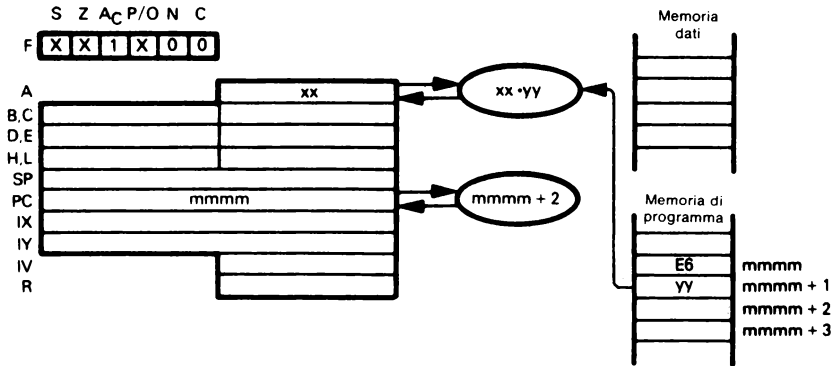 S Z AC P/O N C
F X X 1 X 0 0
A xx
B,C
D,E
H,L
SP
PC mmmm
IX
IY
IV
R
xx •yy
mmmm + 2
Memoria
dati
Memoria di
programma
E6 mmmm
yy mmmm + 1
mmmm + 2
mmmm + 3